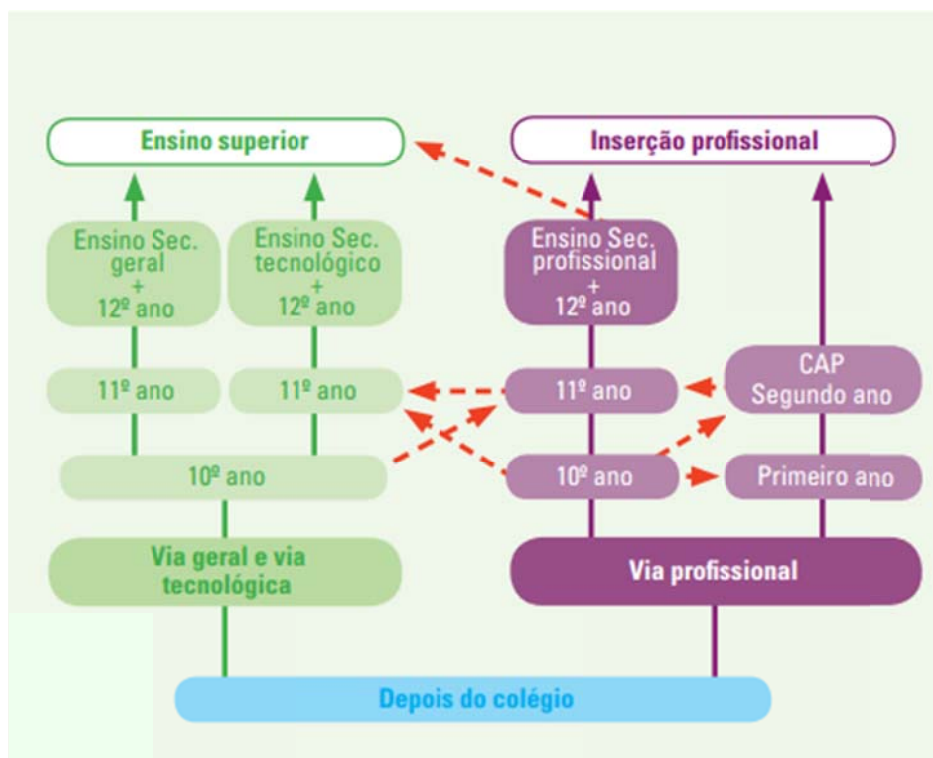 Ensino superior
Inserção profissional
Ensino Sec.
geral
+
12º ano
Ensino Sec.
tecnológico
+
12º ano
Ensino Sec.
profissional
+
12º ano
11º ano
11º ano
11º ano
CAP
Segundo ano
10º ano
10º ano
Primeiro ano
Via geral e via
tecnológica
Via profissional
Depois do colégio